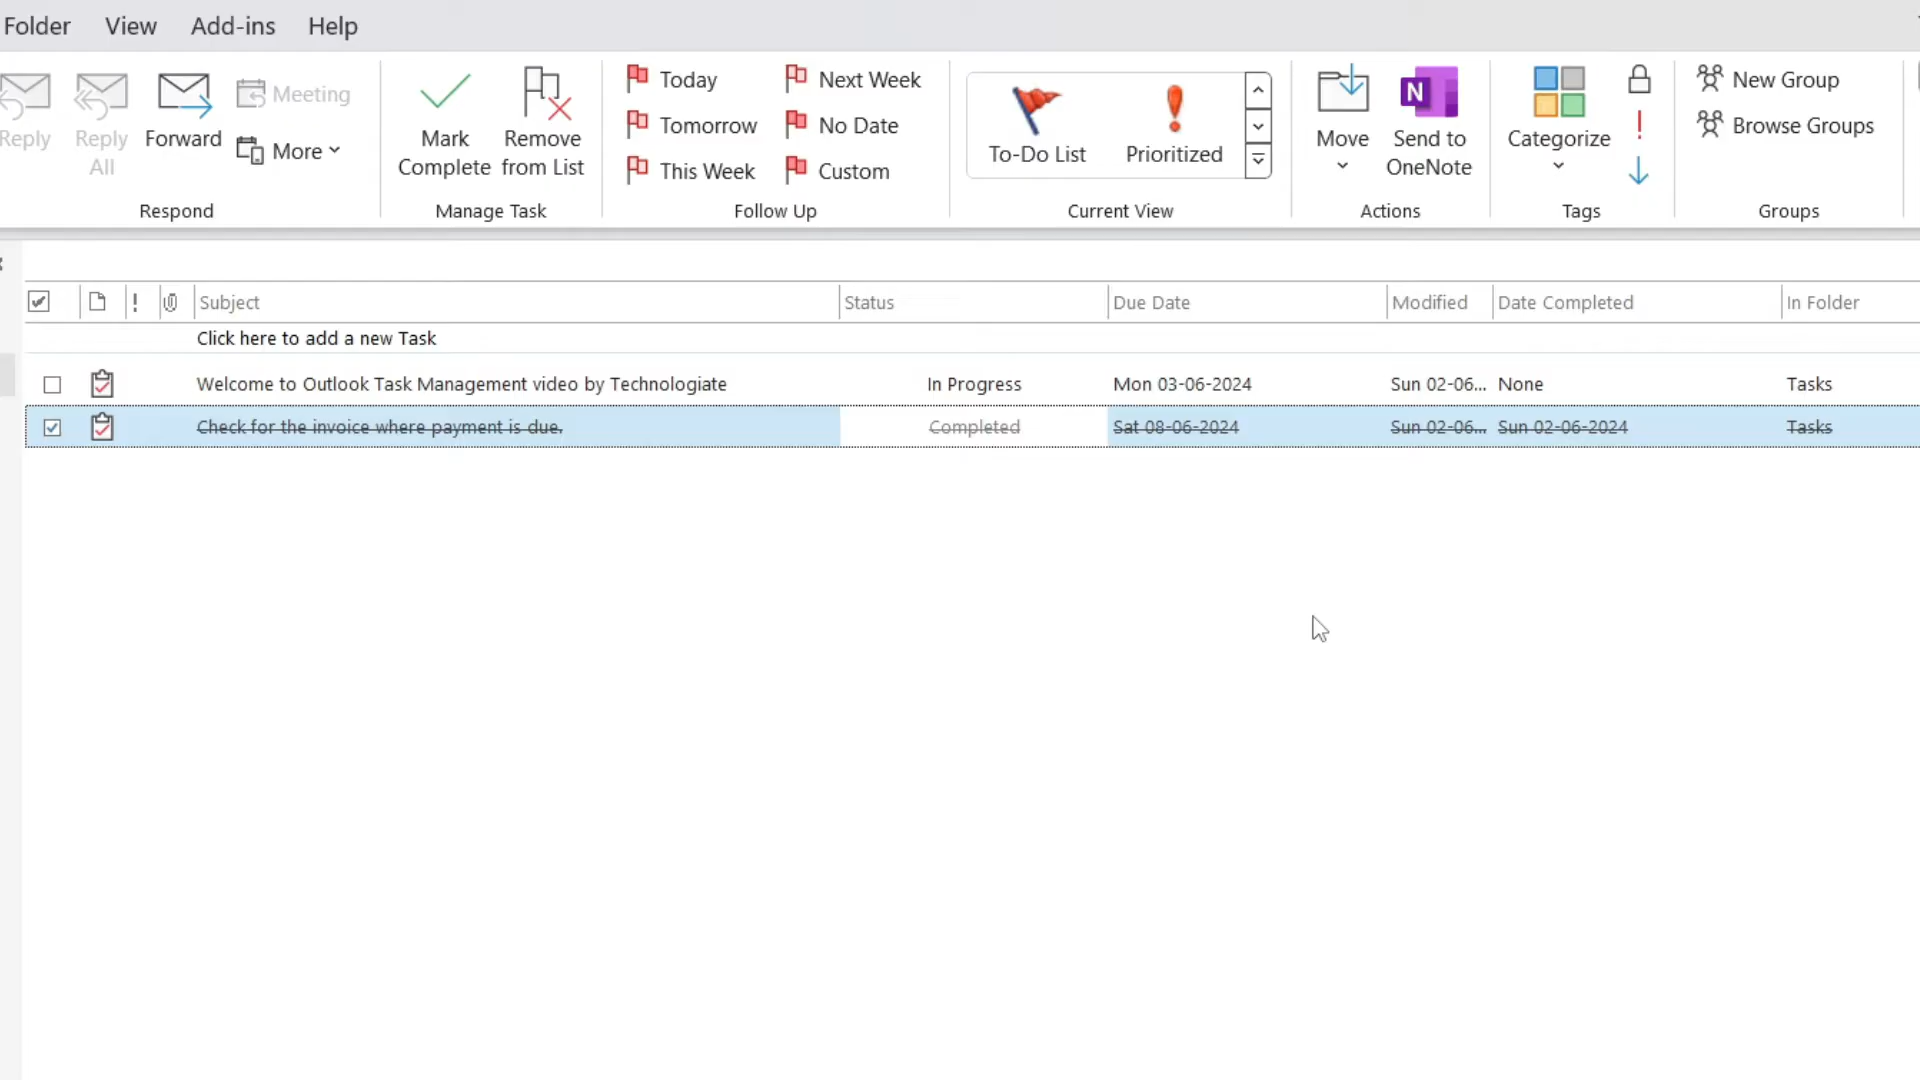 Folder View Add-ins Help
Reply
Reply All
Forward
Meeting
More
Respond
Mark Complete
Remove from List
Manage Task
Today
Tomorrow
This Week
Next Week
No Date
Custom
Follow Up
To-Do List
Prioritized
Current View
Move
Send to OneNote
N
Actions
Categorize
Tags
New Group
Browse Groups
Groups
! Subject Status Due Date Modified Date Completed In Folder
Click here to add a new Task
Welcome to Outlook Task Management video by Technologiate In Progress Mon 03-06-2024 Sun 02-06... None Tasks
Check for the invoice where payment is due. Completed Sat 08-06-2024 Sun 02-06... Sun 02-06-2024 Tasks